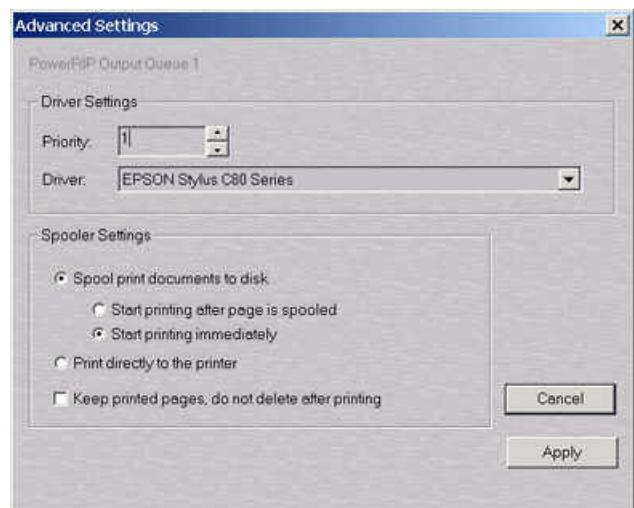 Advanced Settings
PowerRIP Output Queue 1
Driver Settings
Priority: 1
Driver: EPSON Stylus C80 Series
Spooler Settings
Spool print documents to disk
Start printing after page is spooled
Start printing immediately
Print directly to the printer
Keep printed pages, do not delete after printing
Cancel
Apply